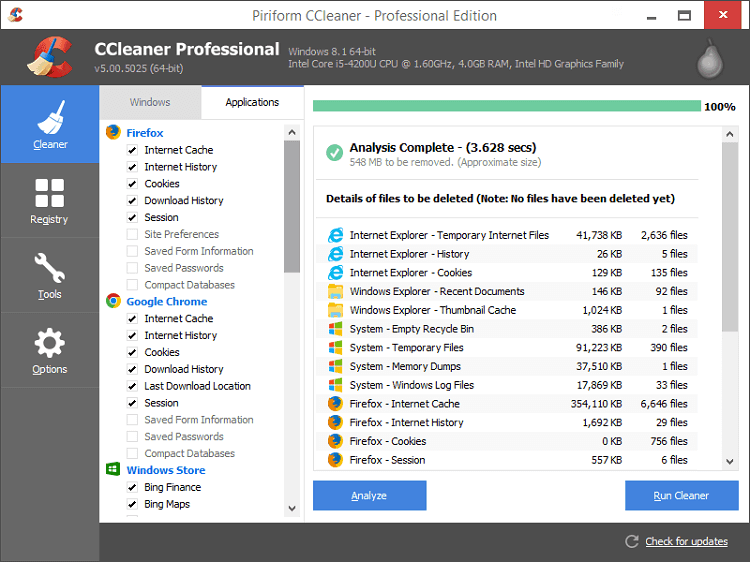 Piriform CCleaner - Professional Edition
CCleaner Professional
v5.00.5025 (64-bit)
Windows 8.1 64-bit
Intel Core i5-4200U CPU @ 1.60GHz, 4.0GB RAM, Intel HD Graphics Family
Cleaner
Registry
Tools
Options
Windows Applications
Firefox
Internet Cache
Internet History
Cookies
Download History
Session
Site Preferences
Saved Form Information
Saved Passwords
Compact Databases
Google Chrome
Internet Cache
Internet History
Cookies
Download History
Last Download Location
Session
Saved Form Information
Saved Passwords
Compact Databases
Windows Store
Bing Finance
Bing Maps
100%
Analysis Complete - (3.628 secs)
548 MB to be removed. (Approximate size)
Details of files to be deleted (Note: No files have been deleted yet)
Internet Explorer - Temporary Internet Files 41,738 KB 2,636 files
Internet Explorer - History 26 KB 5 files
Internet Explorer - Cookies 129 KB 135 files
Windows Explorer - Recent Documents 146 KB 92 files
Windows Explorer - Thumbnail Cache 1,024 KB 1 files
System - Empty Recycle Bin 386 KB 2 files
System - Temporary Files 91,223 KB 390 files
System - Memory Dumps 37,510 KB 1 files
System - Windows Log Files 17,869 KB 33 files
Firefox - Internet Cache 354,110 KB 6,646 files
Firefox - Internet History 1,692 KB 29 files
Firefox - Cookies 0 KB 756 files
Firefox - Session 557 KB 6 files
Analyze
Run Cleaner
Check for updates